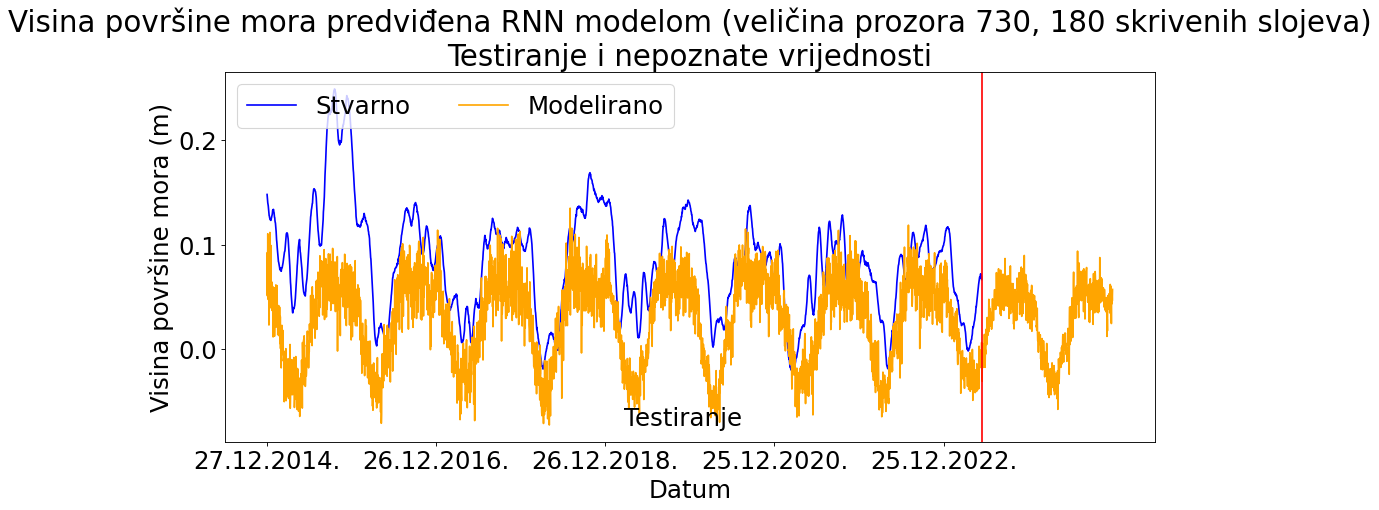 Visina površine mora predviđena RNN modelom (veličina prozora 730, 180 skrivenih slojeva)
Testiranje i nepoznate vrijednosti
Stvarno
Modelirano
Visina površine mora (m)
0.2
0.1
0.0
Testiranje
27.12.2014.
26.12.2016.
26.12.2018.
25.12.2020.
25.12.2022.
Datum